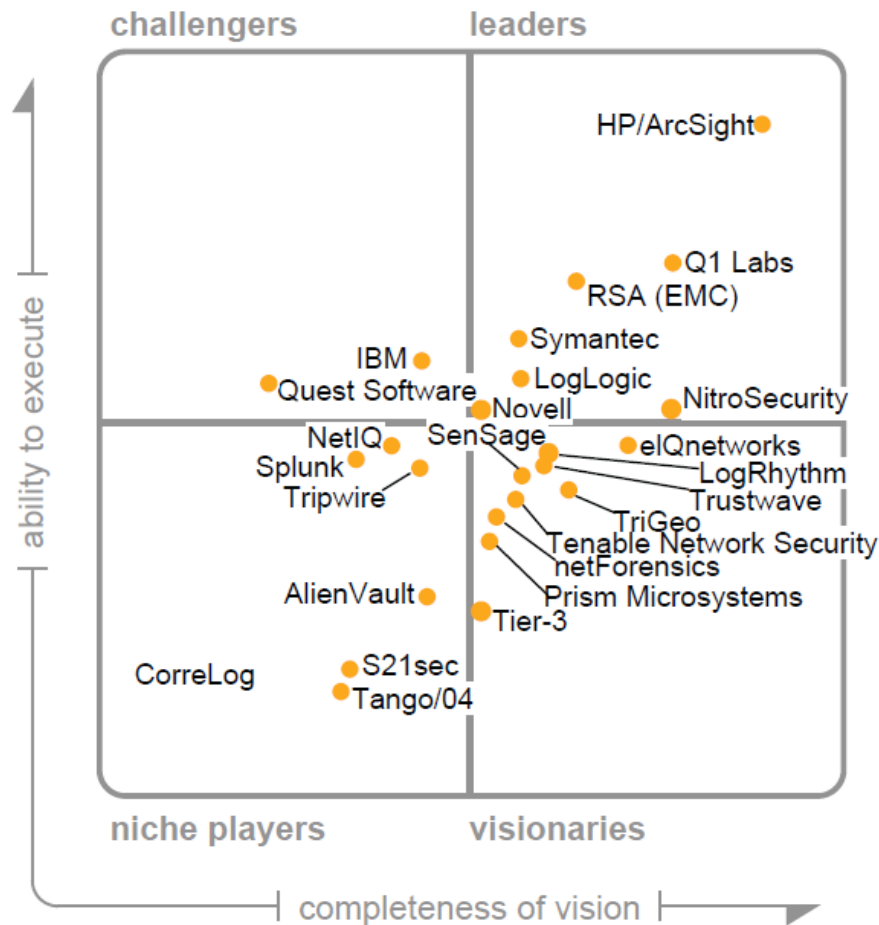 challengers
leaders
HP/ArcSight
Q1 Labs
RSA (EMC)
Symantec
IBM
LogLogic
Quest Software
NitroSecurity
Novell
NetIQ
SenSage
eIQnetworks
Splunk
LogRhythm
Tripwire
Trustwave
TriGeo
Tenable Network Security
netForensics
AlienVault
Prism Microsystems
Tier-3
S21sec
CorreLog
Tango/04
niche players
visionaries
ability to execute
completeness of vision